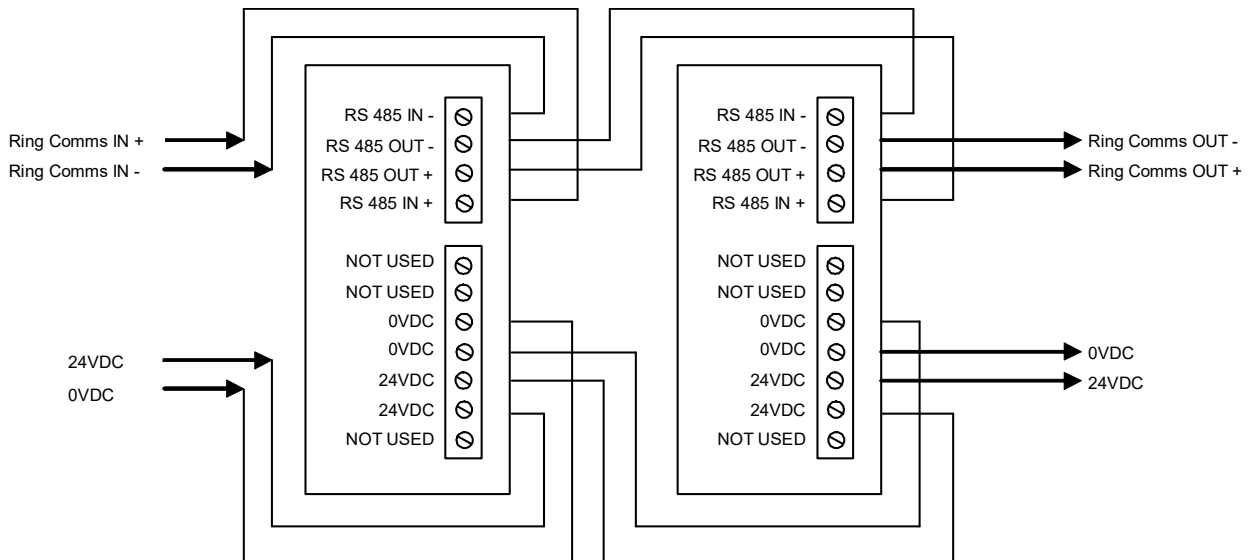 Ring Comms IN +
Ring Comms IN -
24VDC
0VDC
RS 485 IN -
RS 485 OUT -
RS 485 OUT +
RS 485 IN +
NOT USED
NOT USED
0VDC
0VDC
24VDC
24VDC
NOT USED
RS 485 IN -
RS 485 OUT -
RS 485 OUT +
RS 485 IN +
NOT USED
NOT USED
0VDC
0VDC
24VDC
24VDC
NOT USED
Ring Comms OUT -
Ring Comms OUT +
0VDC
24VDC